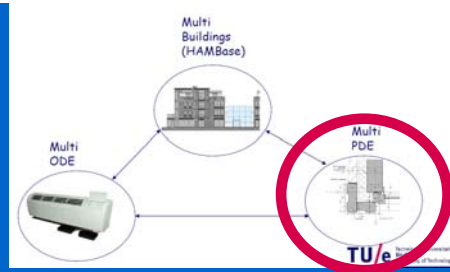 Multi
Buildings
(HAMBase)
Multi
ODE
Multi
PDE
TU/e